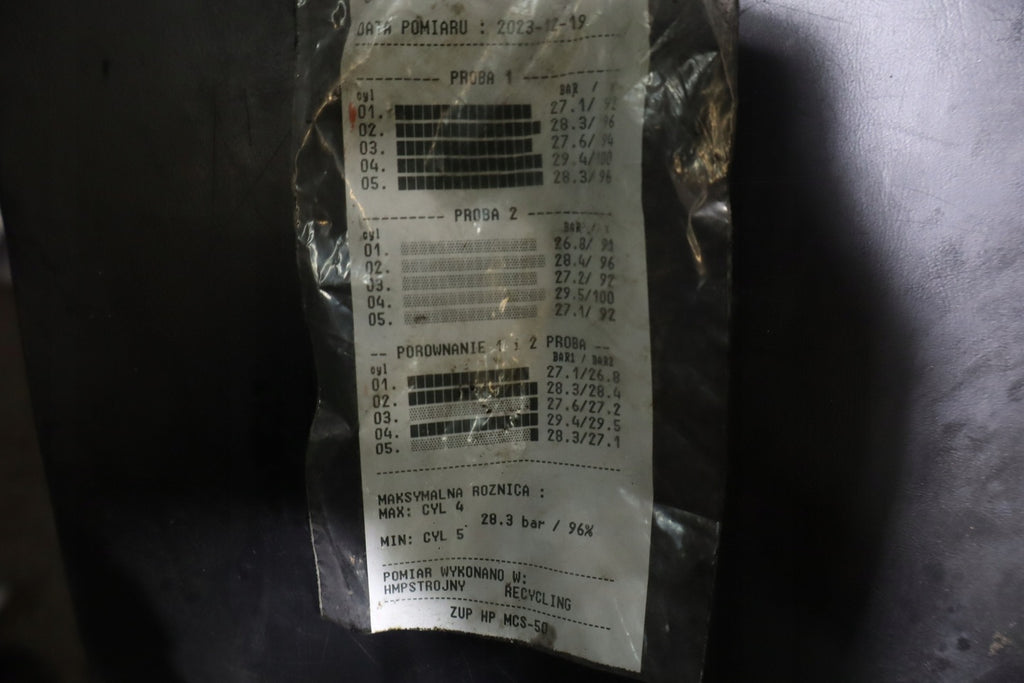 DATA POMIARU : 2023-12-19
PROBA 1
cyl BAR / %
01. 27.1/ 92
02. 28.3/ 96
03. 27.6/ 94
04. 29.4/100
05. 28.3/ 96
PROBA 2
cyl BAR / %
01. 26.8/ 91
02. 28.4/ 96
03. 27.2/ 92
04. 29.5/100
05. 27.1/ 92
-- POROWNANIE 1 i 2 PROBA --
cyl BAR1 / BAR2
01. 27.1/26.8
02. 28.3/28.4
03. 27.6/27.2
04. 29.4/29.5
05. 28.3/27.1
MAKSYMALNA ROZNICA :
MAX: CYL 4
28.3 bar / 96%
MIN: CYL 5
POMIAR WYKONANO W:
HMPSTROJNY RECYCLING
ZUP HP MCS-50